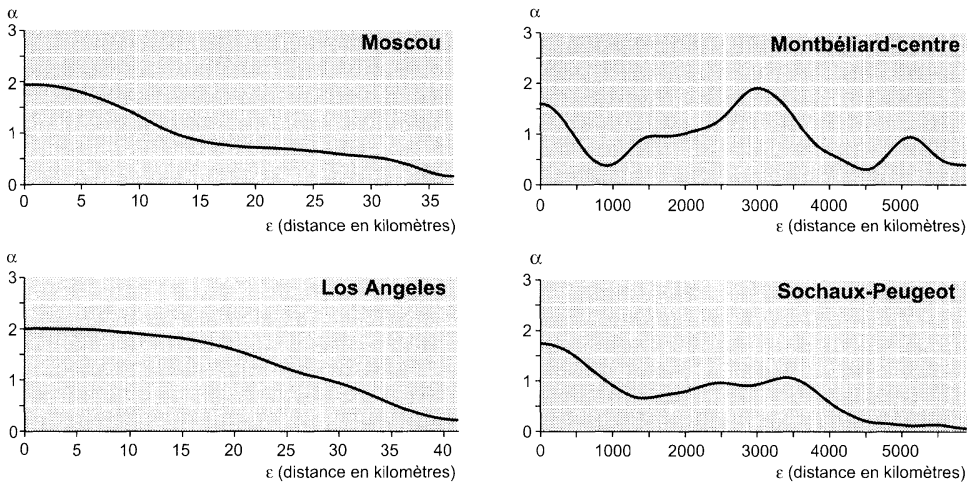 α
3
2
1
0
Moscou
0 5 10 15 20 25 30 35
ε (distance en kilomètres)
α
3
2
1
0
Montbéliard-centre
0 1000 2000 3000 4000 5000
ε (distance en kilomètres)
α
3
2
1
0
Los Angeles
0 5 10 15 20 25 30 35 40
ε (distance en kilomètres)
α
3
2
1
0
Sochaux-Peugeot
0 1000 2000 3000 4000 5000
ε (distance en kilomètres)